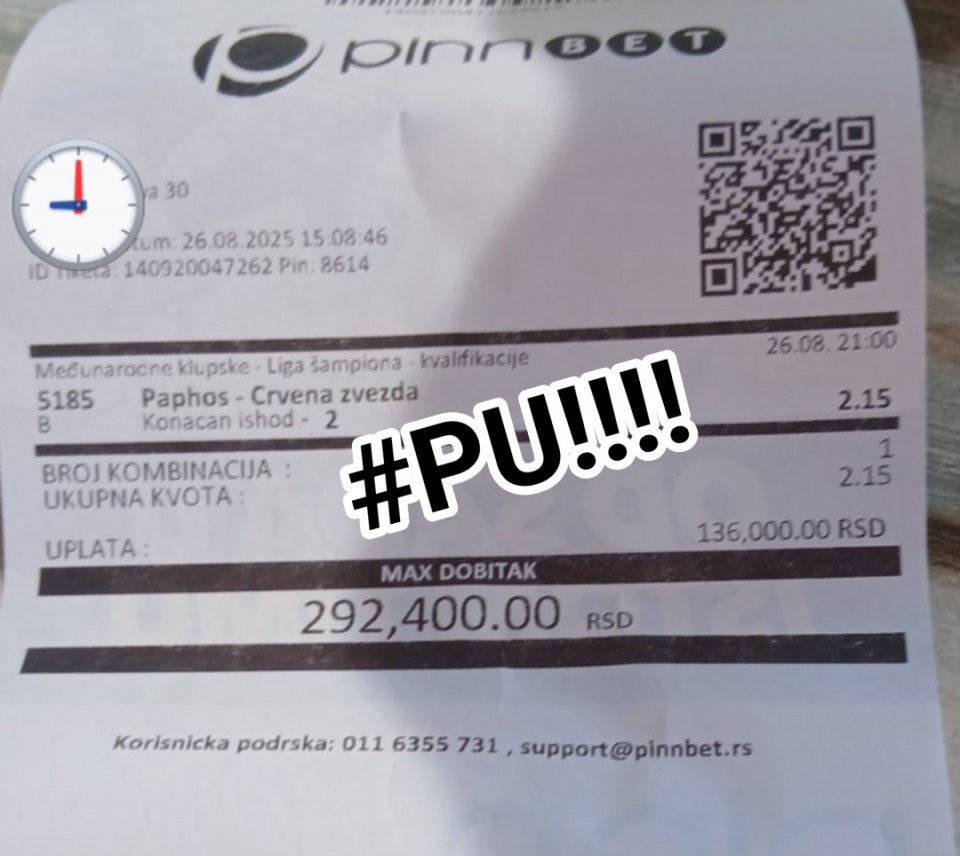 pinnBET
va 30
tum: 26.08.2025 15:08:46
ID Tiketa: 140920047262 Pin: 8614
Međunarodne klupske - Liga šampiona - kvalifikacije 26.08. 21:00
5185 Paphos - Crvena zvezda 2.15
B Konacan ishod - 2
#PU!!!!
BROJ KOMBINACIJA : 1
UKUPNA KVOTA : 2.15
UPLATA : 136,000.00 RSD
MAX DOBITAK
292,400.00 RSD
Korisnicka podrska: 011 6355 731 , support@pinnbet.rs